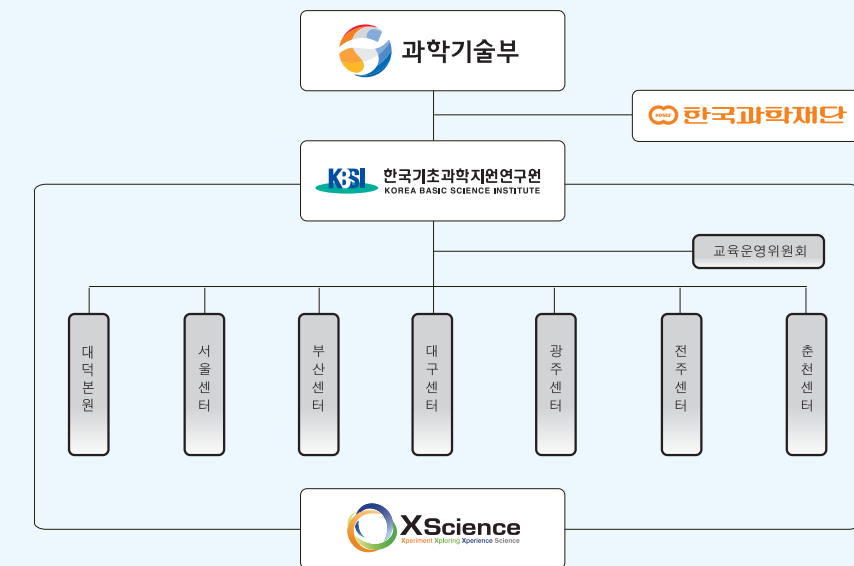 과학기술부
한국과학재단
KBSI 한국기초과학지원연구원
KOREA BASIC SCIENCE INSTITUTE
교육운영위원회
대덕본원
서울센터
부산센터
대구센터
광주센터
전주센터
춘천센터
XScience
Xperiment Xploring Xperience Science